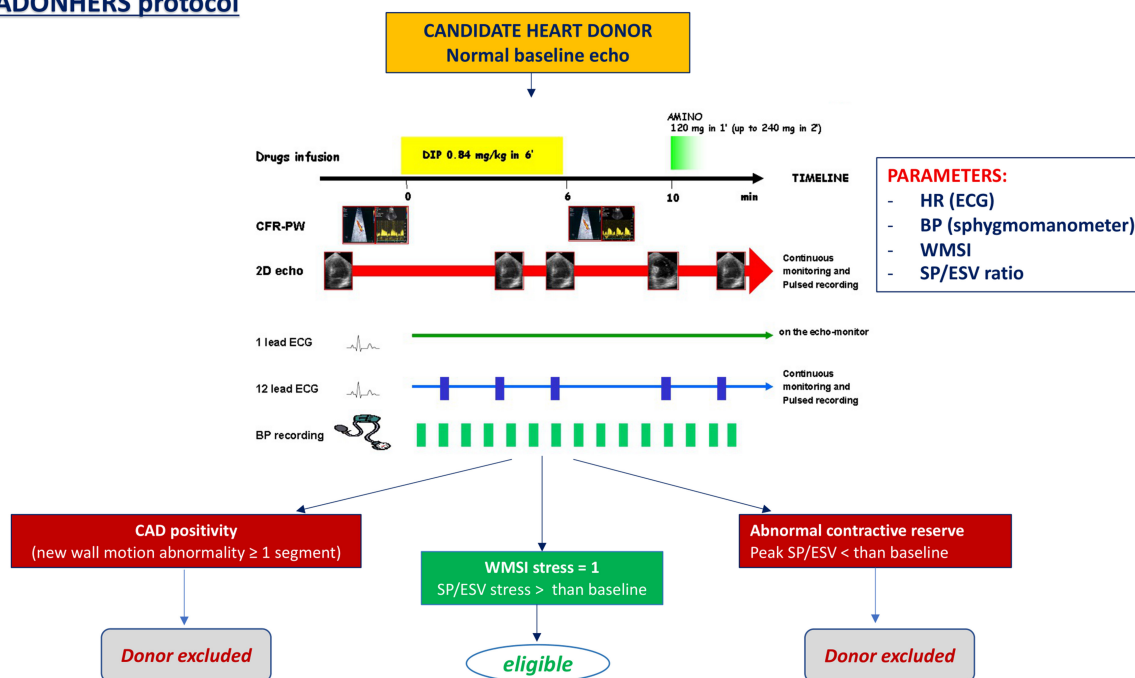 ADONHERS protocol
CANDIDATE HEART DONOR
Normal baseline echo
AMINO
120 mg in 1' (up to 240 mg in 2')
Drugs infusion
DIP 0.84 mg/kg in 6'
TIMELINE
0
6
10
min
CFR-PW
2D echo
Continuous
monitoring and
Pulsed recording
PARAMETERS:
- HR (ECG)
- BP (sphygmomanometer)
- WMSI
- SP/ESV ratio
1 lead ECG
on the echo-monitor
12 lead ECG
Continuous
monitoring and
Pulsed recording
BP recording
CAD positivity
(new wall motion abnormality ≥ 1 segment)
WMSI stress = 1
SP/ESV stress > than baseline
Abnormal contractive reserve
Peak SP/ESV < than baseline
Donor excluded
eligible
Donor excluded